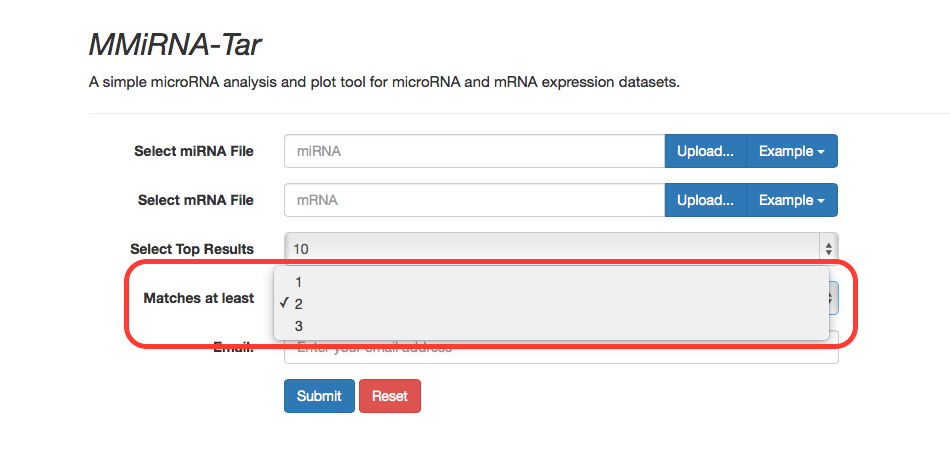 MMiRNA-Tar
A simple microRNA analysis and plot tool for microRNA and mRNA expression datasets.
Select miRNA File miRNA Upload... Example
Select mRNA File mRNA Upload... Example
Select Top Results 10
1
Matches at least ✓ 2
3
Email: Enter your email address
Submit Reset